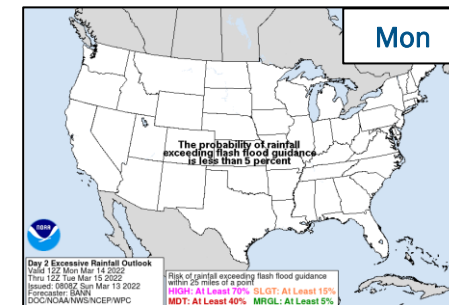 Mon
The probability of rainfall
exceeding flash flood guidance
is less than 5 percent
NOAA
Day 2 Excessive Rainfall Outlook
Valid 12Z Mon Mar 14 2022
Thru 12Z Tue Mar 15 2022
Issued: 0808Z Sun Mar 13 2022
Forecaster: BANN
DOC/NOAA/NWS/NCEP/WPC
Risk of rainfall exceeding flash flood guidance
within 25 miles of a point
HIGH: At Least 70% SLGT: At Least 15%
MDT: At Least 40% MRGL: At Least 5%